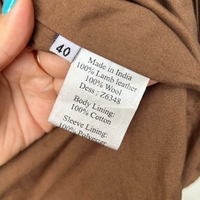 40
Made in India
100% Lamb leather
100% Wool
Dess : Z6348
Body Lining:
100% Cotton
Sleeve Lining:
100% Polyester